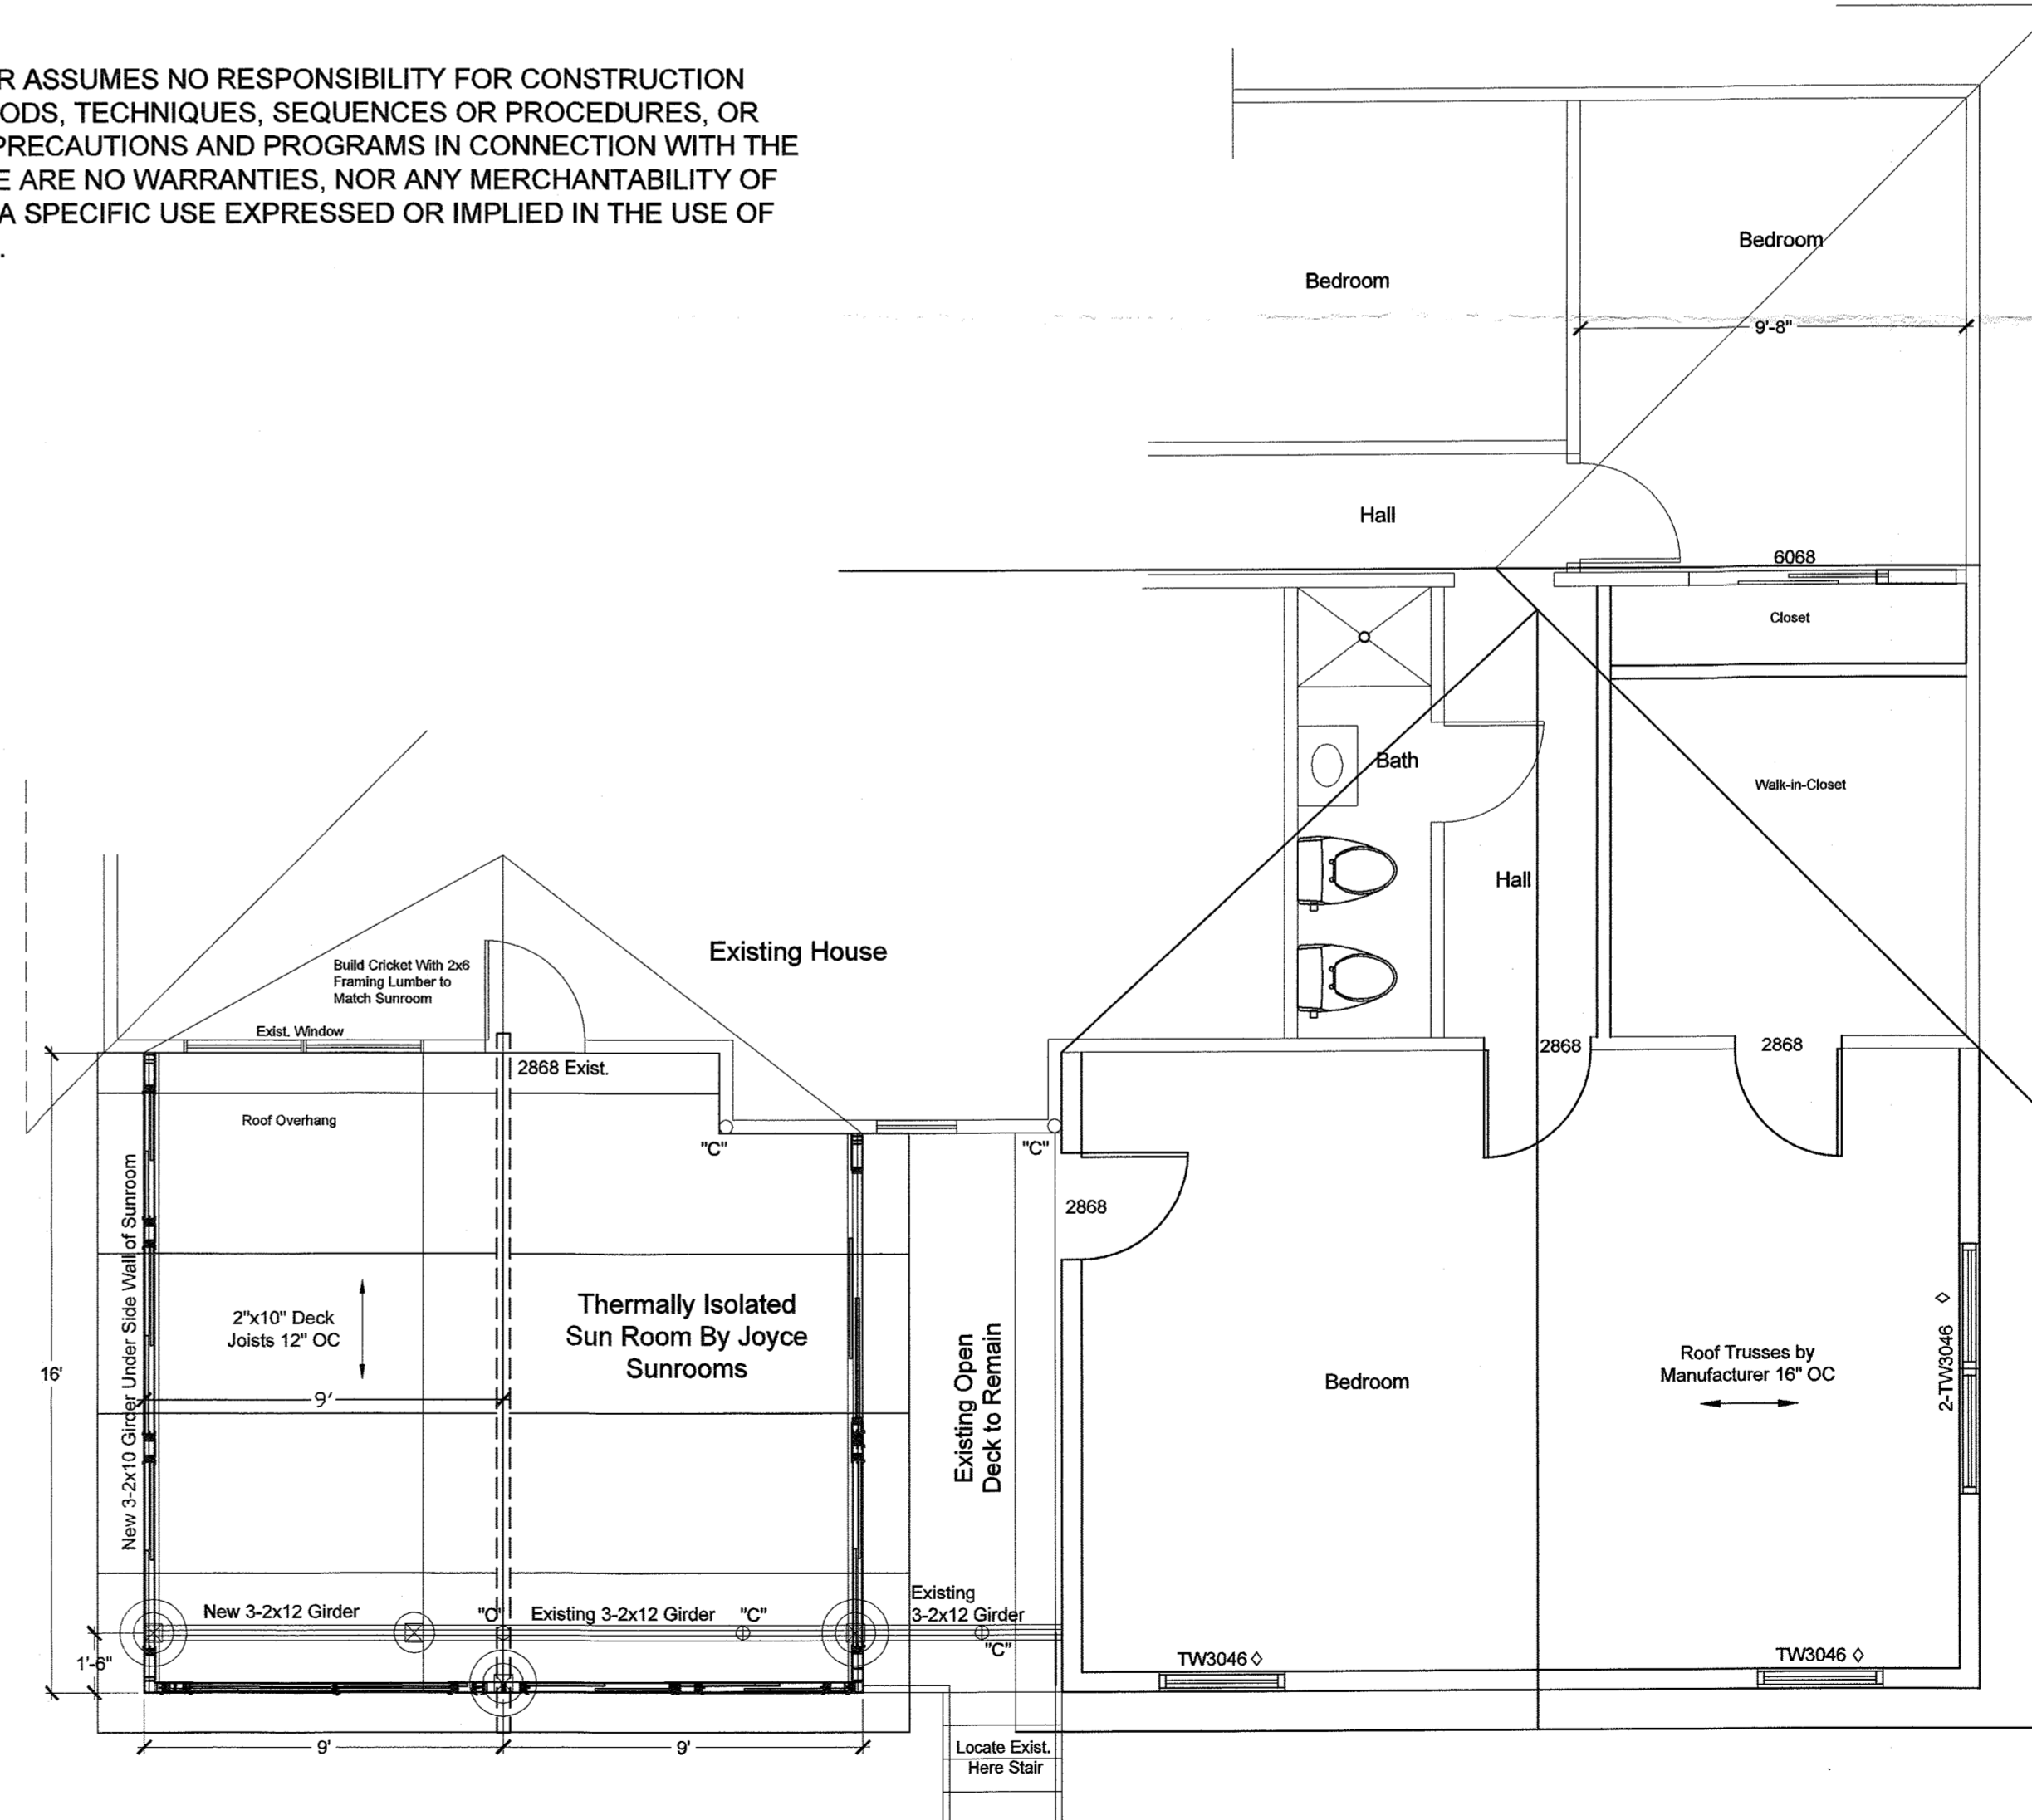 R ASSUMES NO RESPONSIBILITY FOR CONSTRUCTION
ODS, TECHNIQUES, SEQUENCES OR PROCEDURES, OR
PRECAUTIONS AND PROGRAMS IN CONNECTION WITH THE
E ARE NO WARRANTIES, NOR ANY MERCHANTABILITY OF
A SPECIFIC USE EXPRESSED OR IMPLIED IN THE USE OF
.
Bedroom
Bedroom
9'-8"
Hall
6068
Closet
Bath
Walk-in-Closet
Hall
Existing House
Build Cricket With 2x6
Framing Lumber to
Match Sunroom
Exist. Window
2868 Exist.
2868
2868
Roof Overhang
"C"
"C"
2868
New 3-2x10 Girder Under Side Wall of Sunroom
2"x10" Deck
Joists 12" OC
Thermally Isolated
Sun Room By Joyce
Sunrooms
Existing Open
Deck to Remain
Bedroom
Roof Trusses by
Manufacturer 16" OC
2-TW3046 ◊
16'
9'
New 3-2x12 Girder
"C"
Existing 3-2x12 Girder
"C"
Existing
3-2x12 Girder
"C"
1'-6"
TW3046 ◊
TW3046 ◊
9'
9'
Locate Exist.
Here Stair